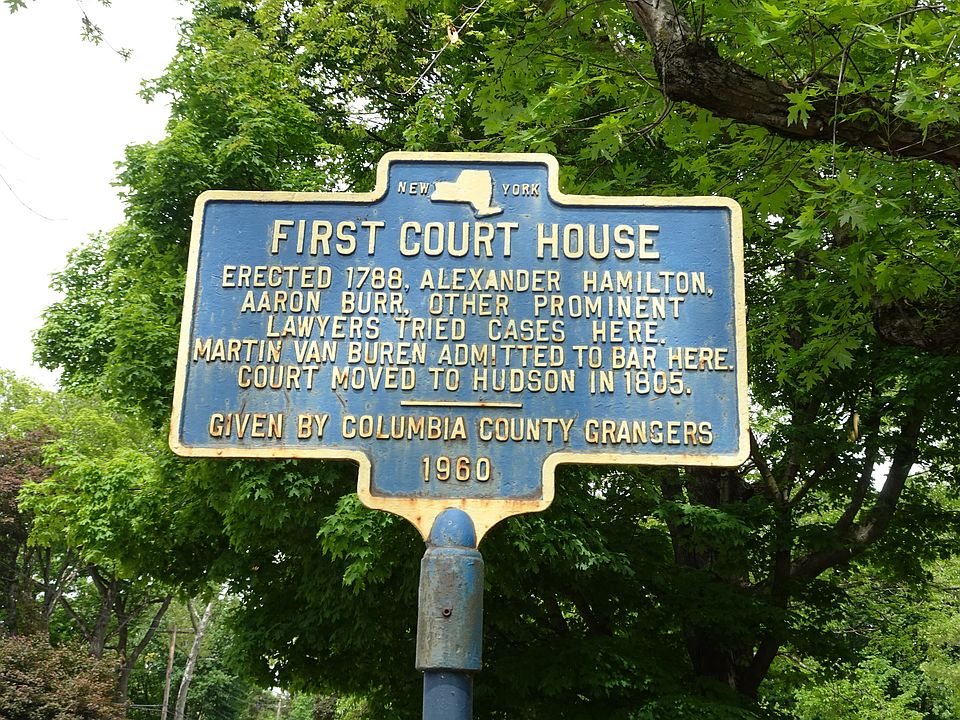 NEW YORK
FIRST COURT HOUSE
ERECTED 1788, ALEXANDER HAMILTON,
AARON BURR, OTHER PROMINENT
LAWYERS TRIED CASES HERE.
MARTIN VAN BUREN ADMITTED TO BAR HERE.
COURT MOVED TO HUDSON IN 1805.
GIVEN BY COLUMBIA COUNTY GRANGERS
1960